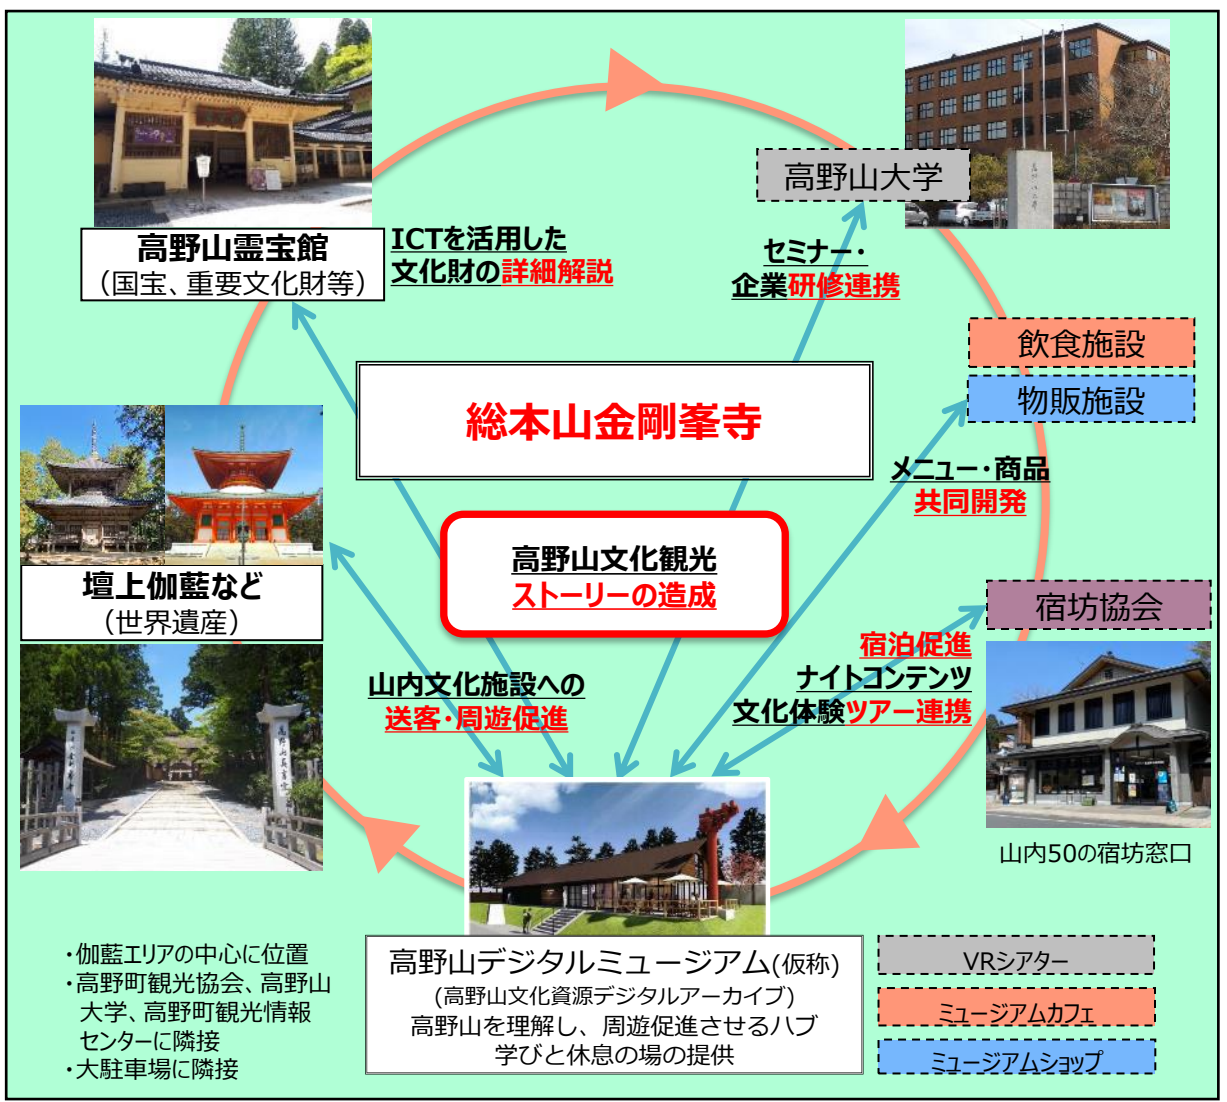 高野山大学
高野山霊宝館
（国宝、重要文化財等）
ICTを活用した
文化財の詳細解説
セミナー・
企業研修連携
飲食施設
物販施設
総本山金剛峯寺
メニュー・商品
共同開発
高野山文化観光
ストーリーの造成
壇上伽藍など
（世界遺産）
宿坊協会
宿泊促進
ナイトコンテンツ
文化体験ツアー連携
山内文化施設への
送客・周遊促進
山内50の宿坊窓口
・伽藍エリアの中心に位置
・高野町観光協会、高野山
大学、高野町観光情報
センターに隣接
・大駐車場に隣接
高野山デジタルミュージアム(仮称)
(高野山文化資源デジタルアーカイブ)
高野山を理解し、周遊促進させるハブ
学びと休息の場の提供
VRシアター
ミュージアムカフェ
ミュージアムショップ